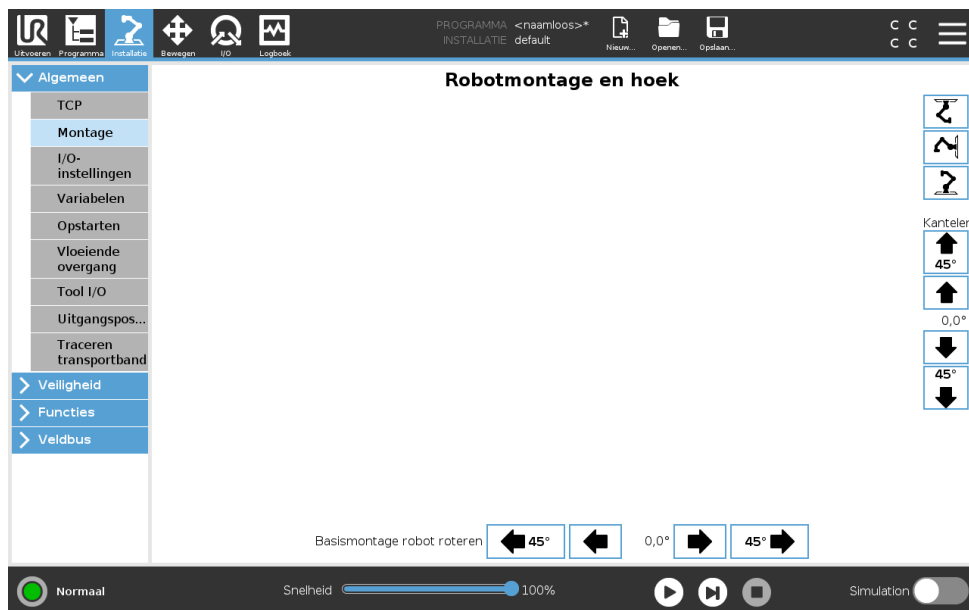 PROGRAMMA <naamloos>*
INSTALLATIE default
Uitvoeren Programma Installatie Bewegen I/O Logboek Nieuw... Openen... Opslaan...
C C
C C
Algemeen
TCP
Montage
I/O-
instellingen
Variabelen
Opstarten
Vloeiende
overgang
Tool I/O
Uitgangspos...
Traceren
transportband
Veiligheid
Functies
Veldbus
Robotmontage en hoek
Kantelen
45°
0,0°
45°
Basismontage robot roteren 45° 0,0° 45°
Normaal Snelheid 100% Simulation